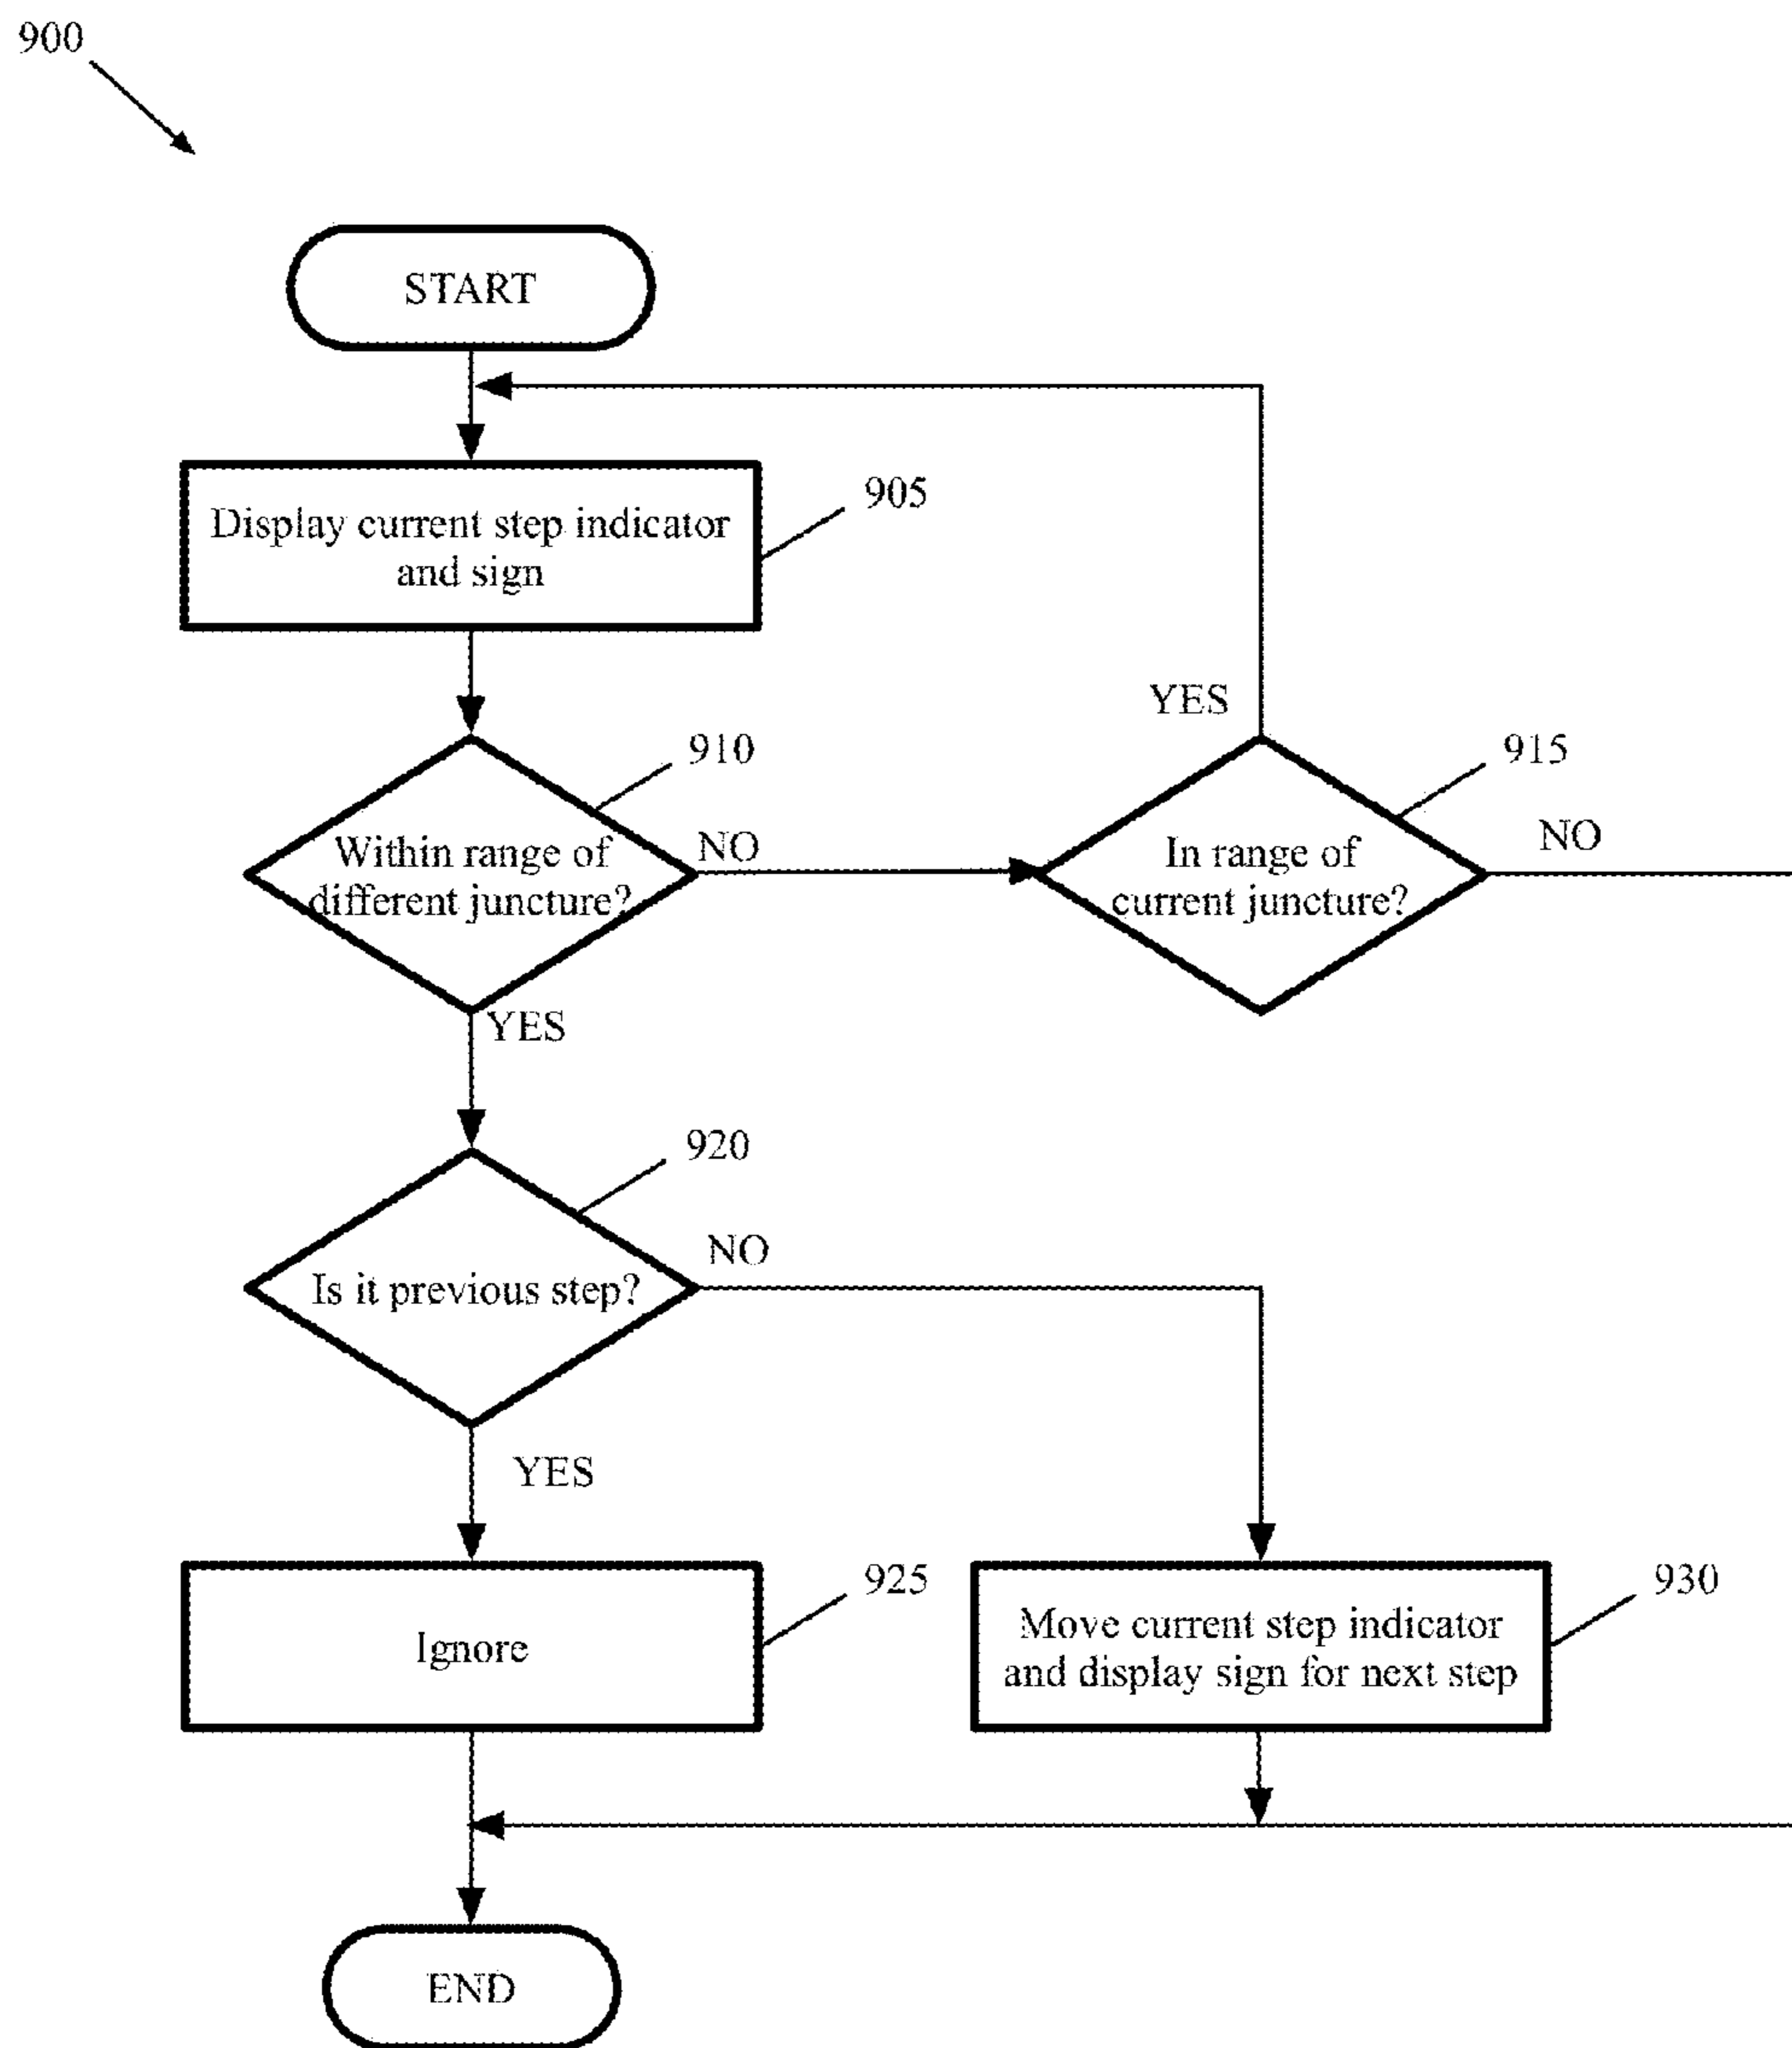 900
START
Display current step indicator
and sign
905
YES
910
915
Within range of
different juncture?
NO
In range of
current juncture?
NO
YES
920
Is it previous step?
NO
YES
Ignore
925
Move current step indicator
and display sign for next step
930
END